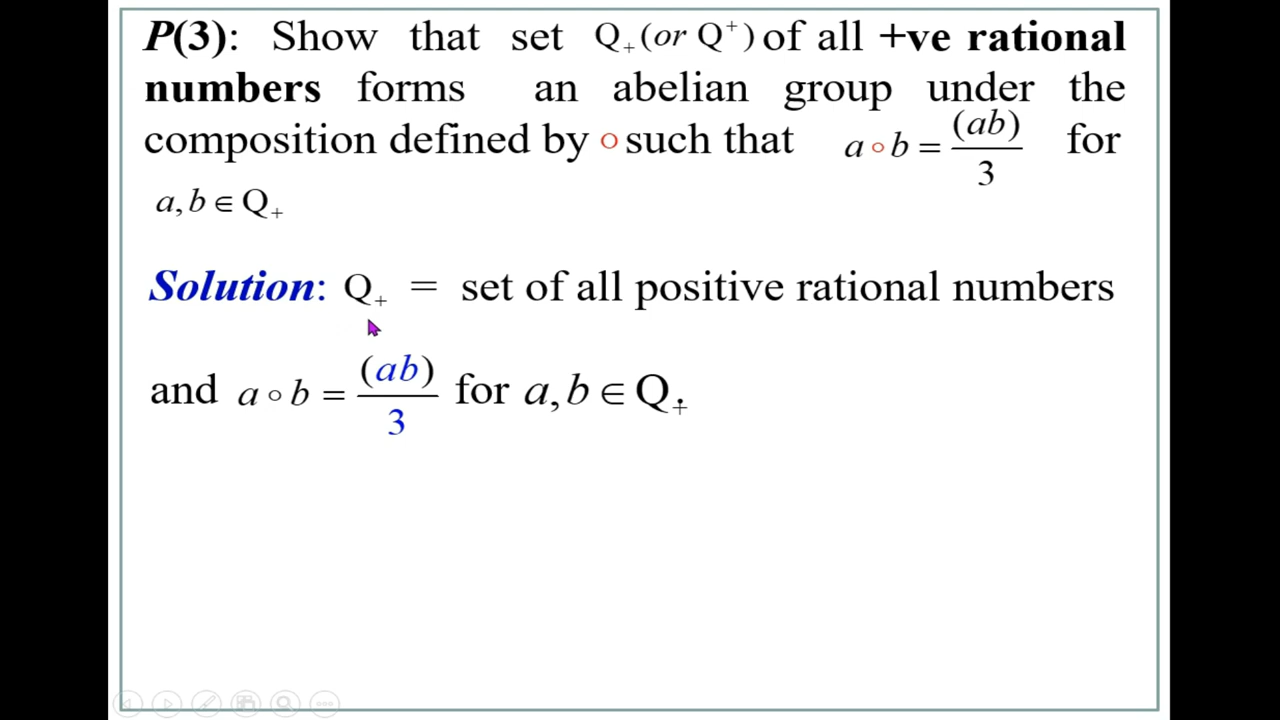 P(3): Show that set Q₊ (or Q⁺) of all +ve rational
numbers forms an abelian group under the
composition defined by ∘ such that a ∘ b = (ab)/3 for
a, b ∈ Q₊
Solution: Q₊ = set of all positive rational numbers
and a ∘ b = (ab)/3 for a, b ∈ Q₊.